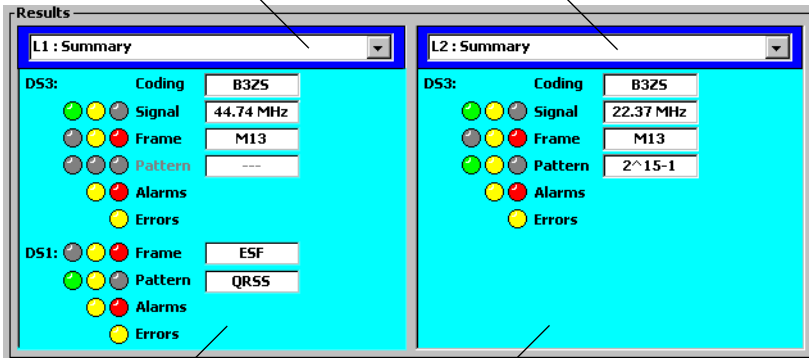 Results
L1 : Summary
DS3: Coding B3ZS
Signal 44.74 MHz
Frame M13
Pattern ---
Alarms
Errors
DS1: Frame ESF
Pattern QRSS
Alarms
Errors
L2 : Summary
DS3: Coding B3ZS
Signal 22.37 MHz
Frame M13
Pattern 2^15-1
Alarms
Errors